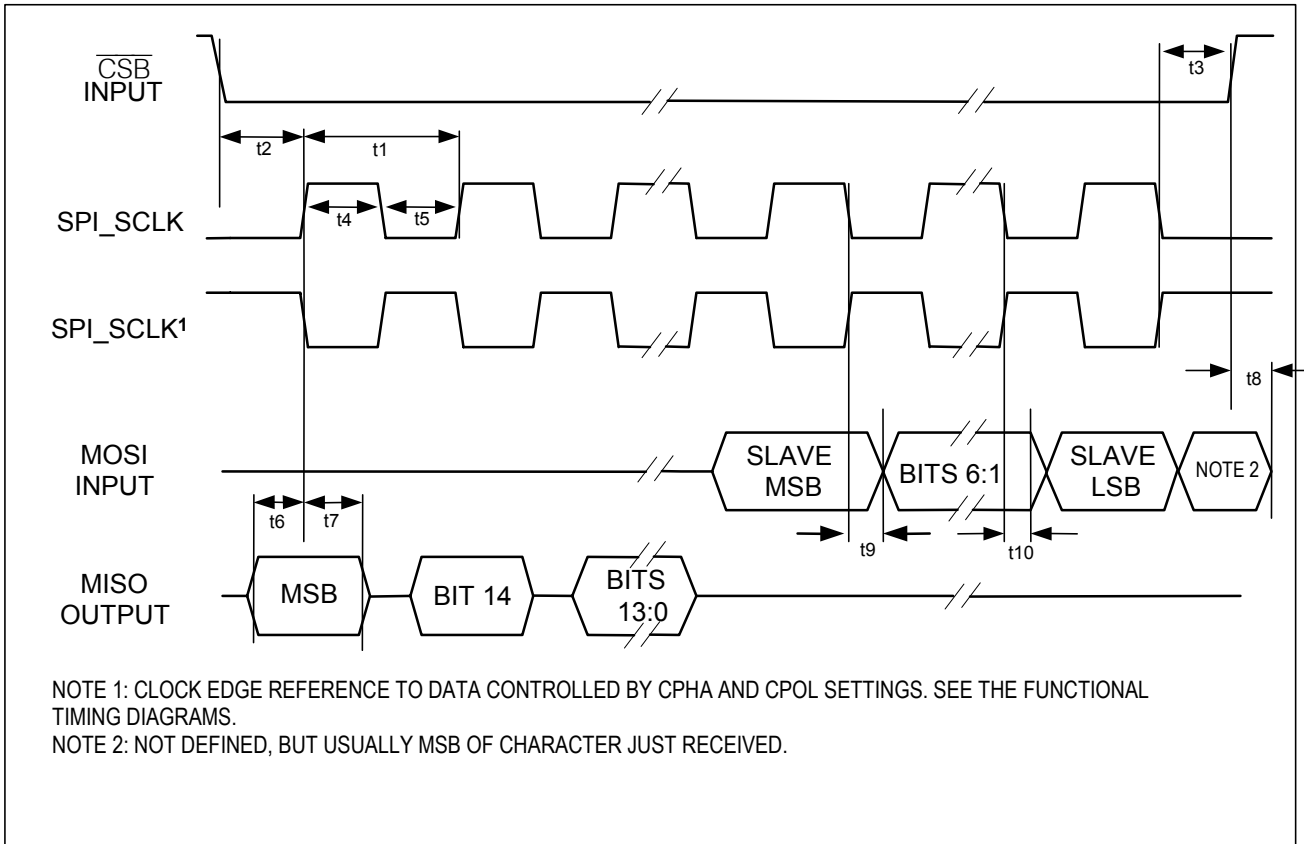 CSB
INPUT
t3
t2
t1
SPI_SCLK
t4
t5
SPI_SCLK¹
t8
MOSI
INPUT
SLAVE
MSB
BITS 6:1
SLAVE
LSB
NOTE 2
t6
t7
t9
t10
MISO
OUTPUT
MSB
BIT 14
BITS
13:0
NOTE 1: CLOCK EDGE REFERENCE TO DATA CONTROLLED BY CPHA AND CPOL SETTINGS. SEE THE FUNCTIONAL
TIMING DIAGRAMS.
NOTE 2: NOT DEFINED, BUT USUALLY MSB OF CHARACTER JUST RECEIVED.